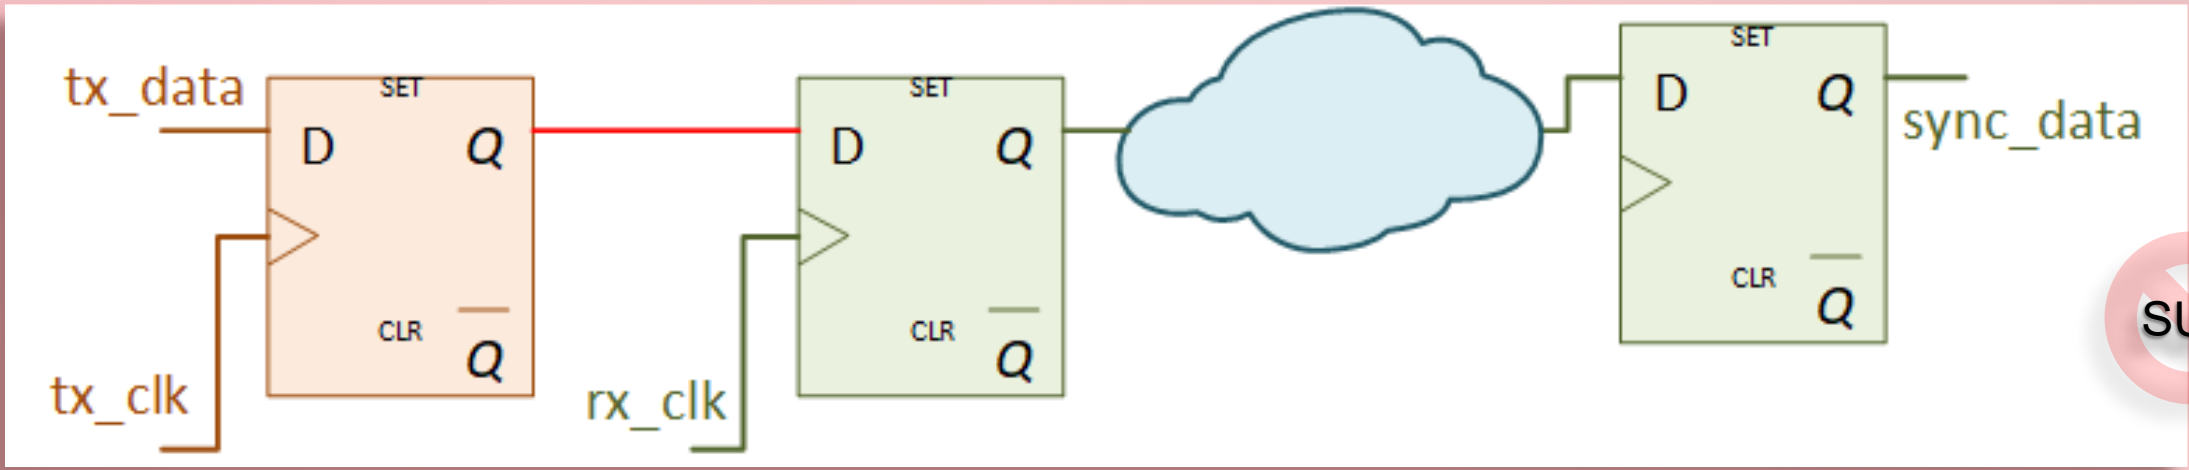 tx_data
SET
D
Q
CLR
Q
tx_clk
SET
D
Q
CLR
Q
rx_clk
SET
D
Q
CLR
Q
sync_data